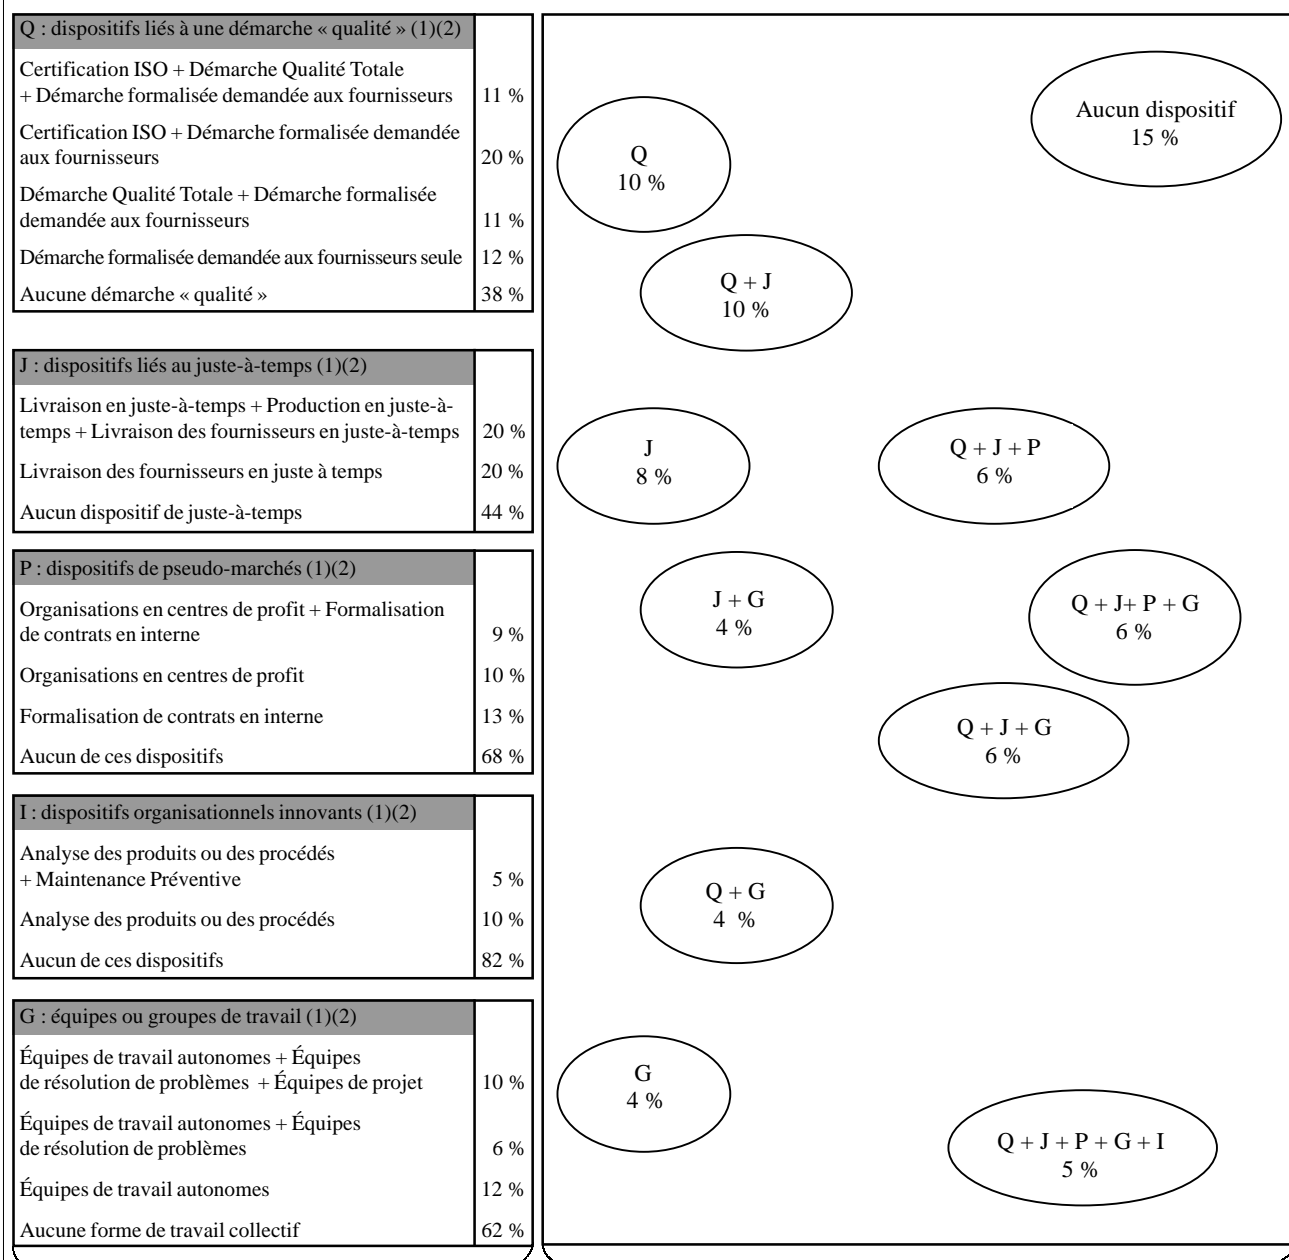 Q : dispositifs liés à une démarche « qualité » (1)(2)
Certification ISO + Démarche Qualité Totale
+ Démarche formalisée demandée aux fournisseurs 11 %
Certification ISO + Démarche formalisée demandée
aux fournisseurs 20 %
Démarche Qualité Totale + Démarche formalisée
demandée aux fournisseurs 11 %
Démarche formalisée demandée aux fournisseurs seule 12 %
Aucune démarche « qualité » 38 %
J : dispositifs liés au juste-à-temps (1)(2)
Livraison en juste-à-temps + Production en juste-à-
temps + Livraison des fournisseurs en juste-à-temps 20 %
Livraison des fournisseurs en juste à temps 20 %
Aucun dispositif de juste-à-temps 44 %
P : dispositifs de pseudo-marchés (1)(2)
Organisations en centres de profit + Formalisation
de contrats en interne 9 %
Organisations en centres de profit 10 %
Formalisation de contrats en interne 13 %
Aucun de ces dispositifs 68 %
I : dispositifs organisationnels innovants (1)(2)
Analyse des produits ou des procédés
+ Maintenance Préventive 5 %
Analyse des produits ou des procédés 10 %
Aucun de ces dispositifs 82 %
G : équipes ou groupes de travail (1)(2)
Équipes de travail autonomes + Équipes
de résolution de problèmes + Équipes de projet 10 %
Équipes de travail autonomes + Équipes
de résolution de problèmes 6 %
Équipes de travail autonomes 12 %
Aucune forme de travail collectif 62 %
Aucun dispositif
15 %
Q
10 %
Q + J
10 %
J
8 %
Q + J + P
6 %
J + G
4 %
Q + J+ P + G
6 %
Q + J + G
6 %
Q + G
4 %
G
4 %
Q + J + P + G + I
5 %